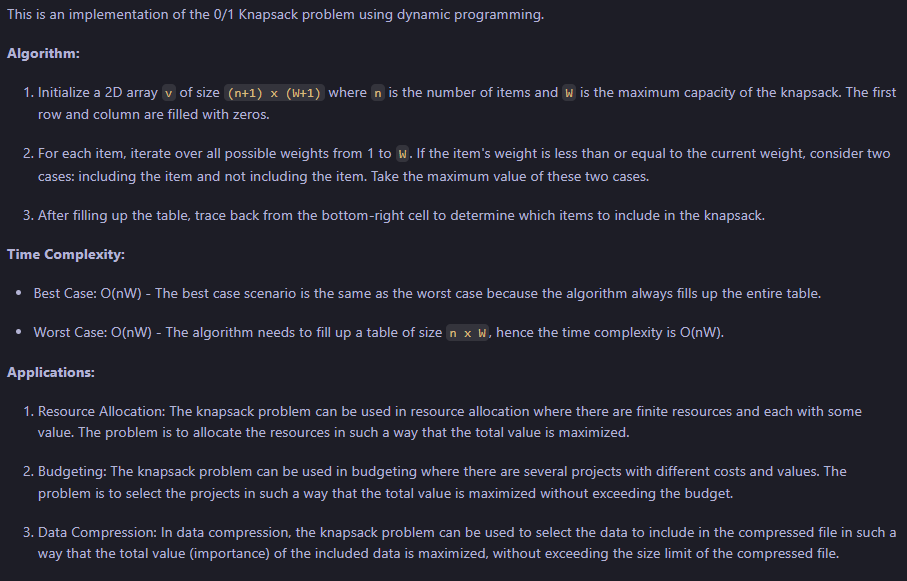 This is an implementation of the 0/1 Knapsack problem using dynamic programming.
Algorithm:
1. Initialize a 2D array v of size (n+1) x (W+1) where n is the number of items and W is the maximum capacity of the knapsack. The first
row and column are filled with zeros.
2. For each item, iterate over all possible weights from 1 to W. If the item's weight is less than or equal to the current weight, consider two
cases: including the item and not including the item. Take the maximum value of these two cases.
3. After filling up the table, trace back from the bottom-right cell to determine which items to include in the knapsack.
Time Complexity:
• Best Case: O(nW) - The best case scenario is the same as the worst case because the algorithm always fills up the entire table.
• Worst Case: O(nW) - The algorithm needs to fill up a table of size n x W, hence the time complexity is O(nW).
Applications:
1. Resource Allocation: The knapsack problem can be used in resource allocation where there are finite resources and each with some
value. The problem is to allocate the resources in such a way that the total value is maximized.
2. Budgeting: The knapsack problem can be used in budgeting where there are several projects with different costs and values. The
problem is to select the projects in such a way that the total value is maximized without exceeding the budget.
3. Data Compression: In data compression, the knapsack problem can be used to select the data to include in the compressed file in such a
way that the total value (importance) of the included data is maximized, without exceeding the size limit of the compressed file.